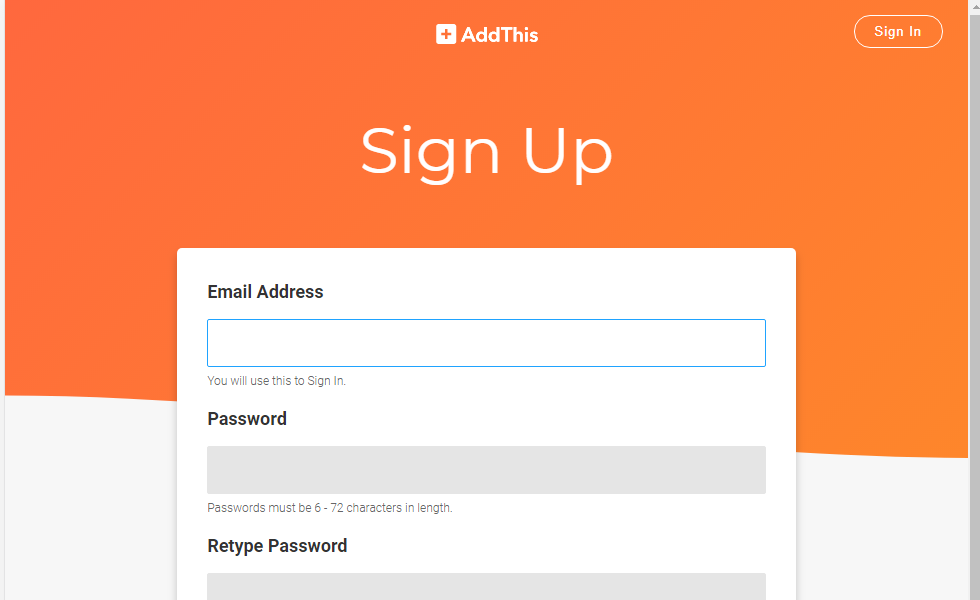 AddThis
Sign In
Sign Up
Email Address
You will use this to Sign In.
Password
Passwords must be 6 - 72 characters in length.
Retype Password